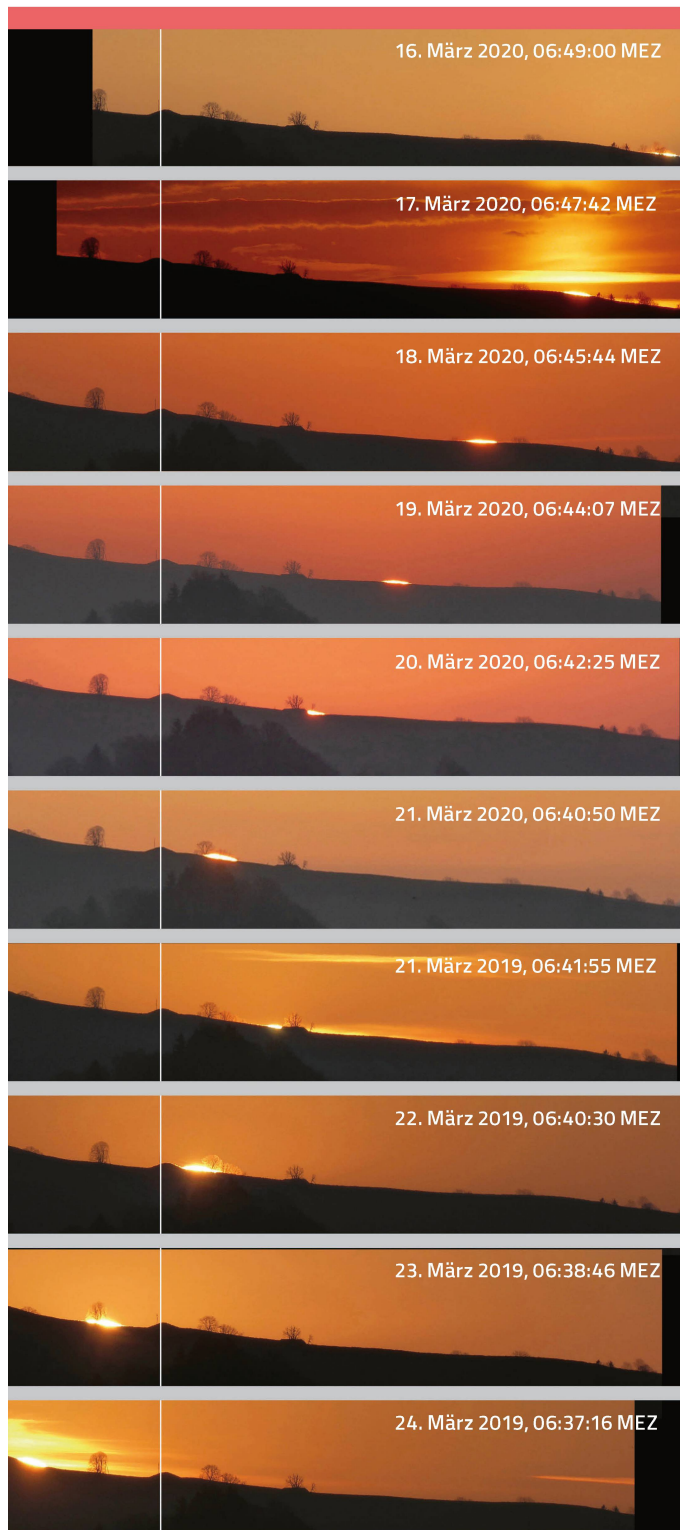 16. März 2020, 06:49:00 MEZ
17. März 2020, 06:47:42 MEZ
18. März 2020, 06:45:44 MEZ
19. März 2020, 06:44:07 MEZ
20. März 2020, 06:42:25 MEZ
21. März 2020, 06:40:50 MEZ
21. März 2019, 06:41:55 MEZ
22. März 2019, 06:40:30 MEZ
23. März 2019, 06:38:46 MEZ
24. März 2019, 06:37:16 MEZ